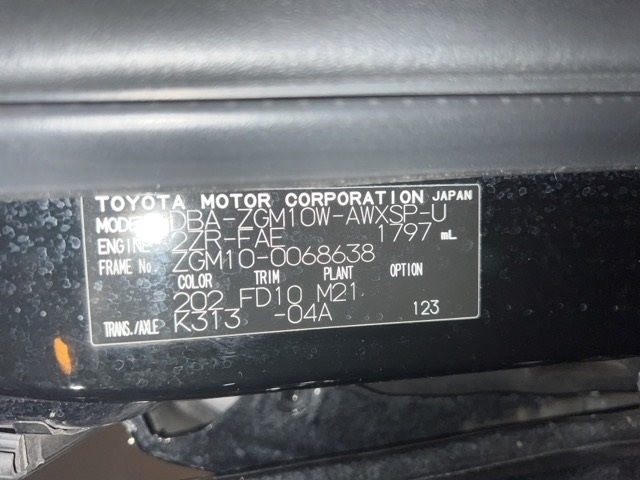 TOYOTA MOTOR CORPORATION JAPAN
MODEL DBA-ZGM10W-AWXSP-U
ENGINE 2ZR-FAE 1797 mL
FRAME No. ZGM10-0068638
COLOR TRIM PLANT OPTION
202 FD10 M21
TRANS./AXLE K313 -04A 123